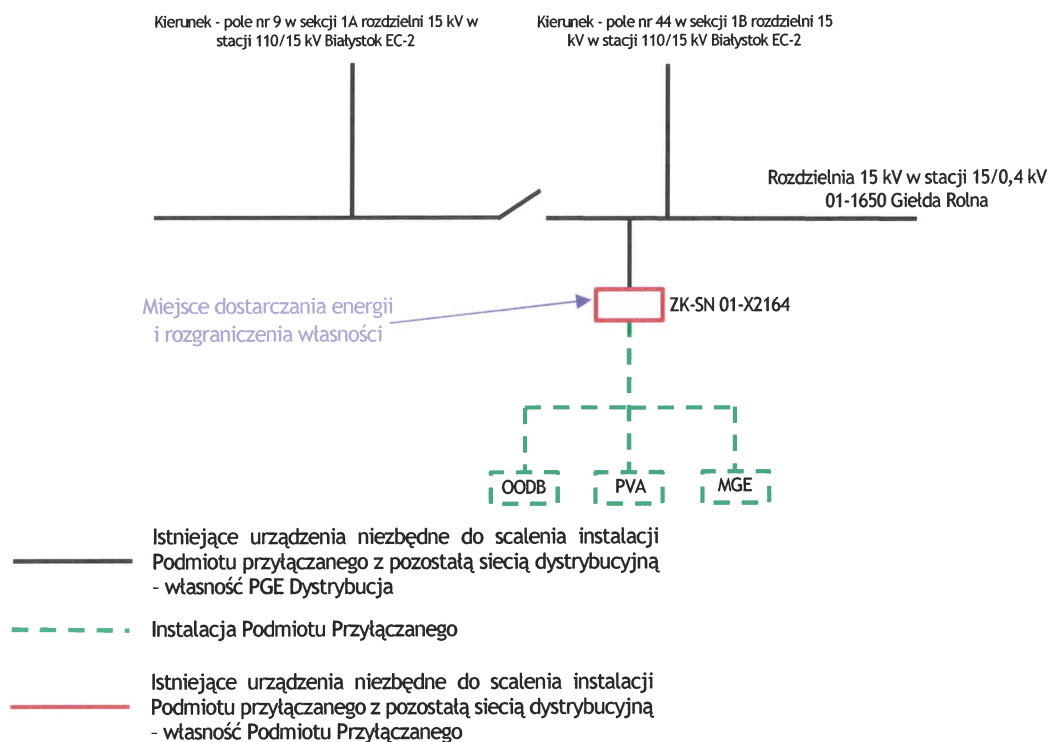 Kierunek - pole nr 9 w sekcji 1A rozdzielni 15 kV w
stacji 110/15 kV Białystok EC-2
Kierunek - pole nr 44 w sekcji 1B rozdzielni 15
kV w stacji 110/15 kV Białystok EC-2
Rozdzielnia 15 kV w stacji 15/0,4 kV
01-1650 Giełda Rolna
Miejsce dostarczania energii
i rozgraniczenia własności
ZK-SN 01-X2164
OODB
PVA
MGE
Istniejące urządzenia niezbędne do scalenia instalacji
Podmiotu przyłączanego z pozostałą siecią dystrybucyjną
- własność PGE Dystrybucja
Instalacja Podmiotu Przyłączanego
Istniejące urządzenia niezbędne do scalenia instalacji
Podmiotu przyłączanego z pozostałą siecią dystrybucyjną
- własność Podmiotu Przyłączanego